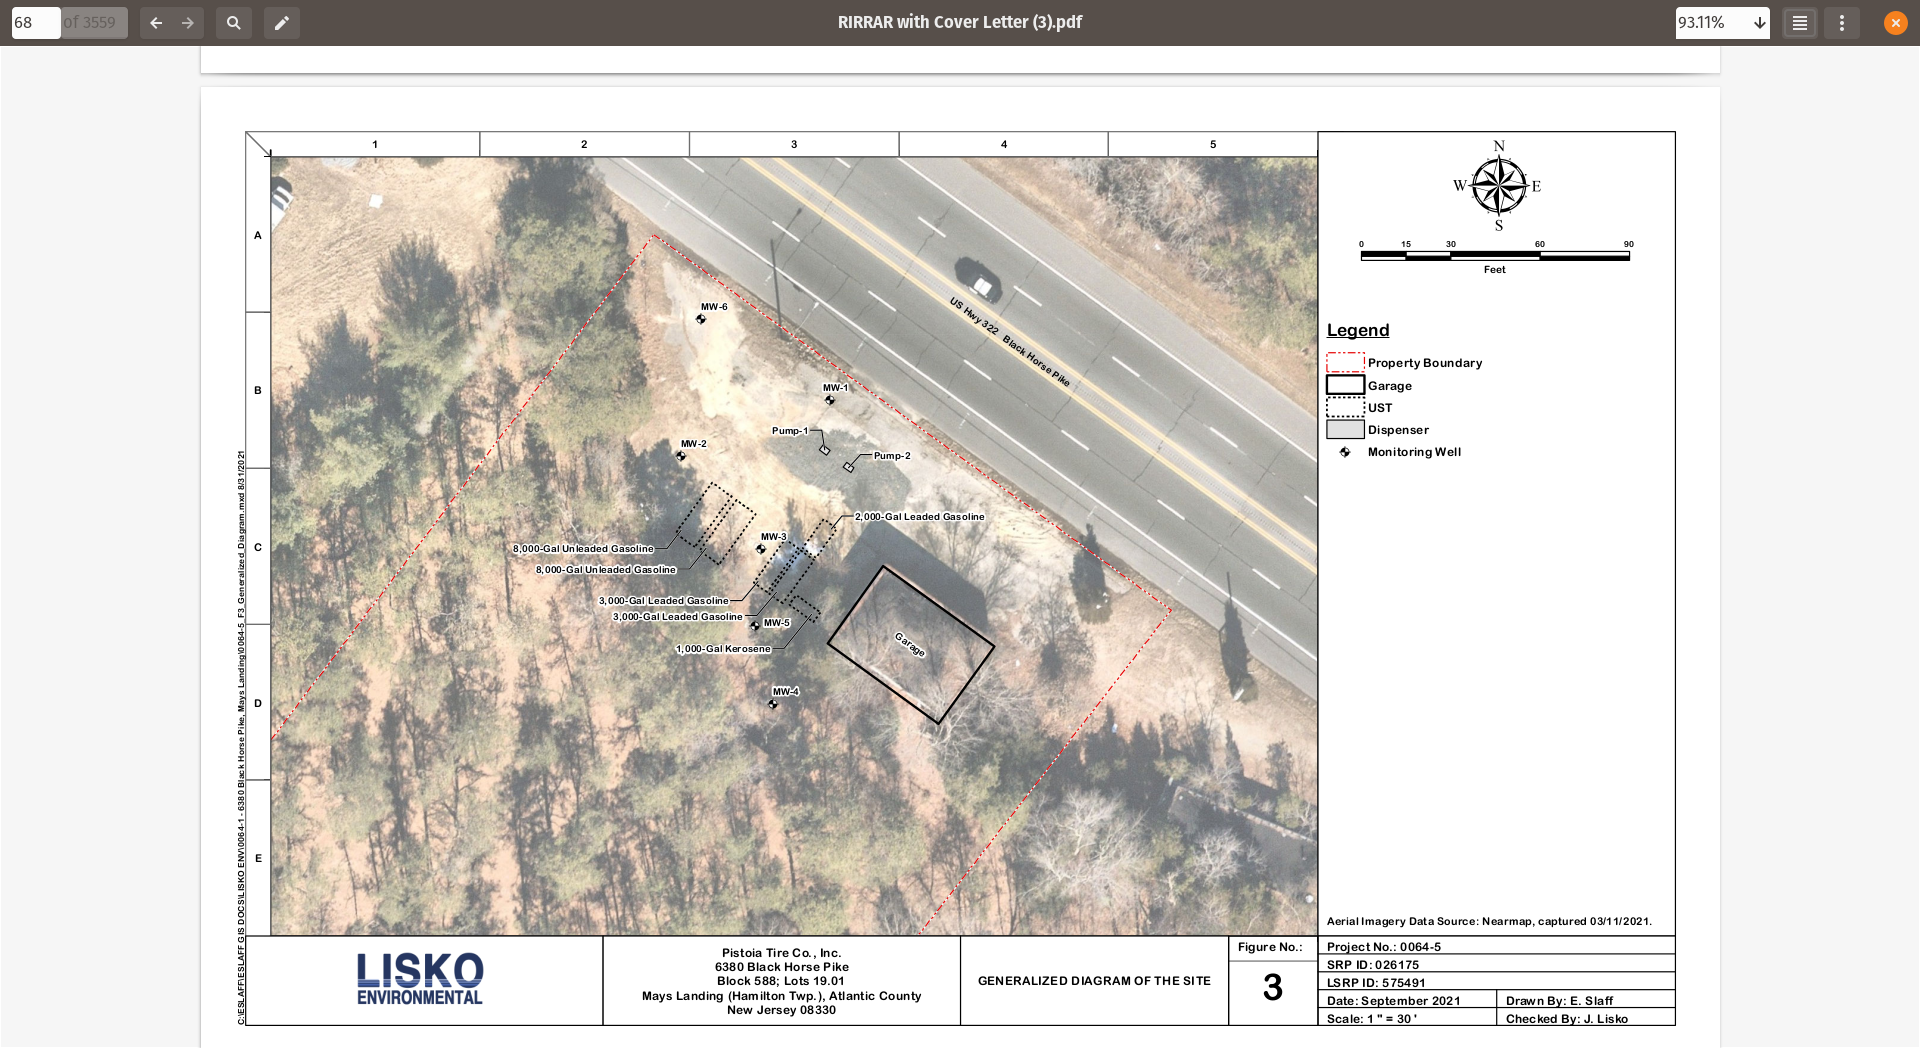 68 of 3559
RIRRAR with Cover Letter (3).pdf
93.11%
1 2 3 4 5
A
B
C
D
E
N
W E
S
0 15 30 60 90
Feet
Legend
Property Boundary
Garage
UST
Dispenser
Monitoring Well
US Hwy 322 Black Horse Pike
MW-6
MW-1
Pump-1
MW-2
Pump-2
2,000-Gal Leaded Gasoline
MW-3
8,000-Gal Unleaded Gasoline
8,000-Gal Unleaded Gasoline
3,000-Gal Leaded Gasoline
3,000-Gal Leaded Gasoline
MW-5
1,000-Gal Kerosene
Garage
MW-4
C:\ESLAFF\ESLAFF GIS DOCS\LISKO ENV\0064-1 - 6380 Black Horse Pike, Mays Landing\0064-5_F3_Generalized_Diagram.mxd 8/31/2021
Aerial Imagery Data Source: Nearmap, captured 03/11/2021.
LISKO
ENVIRONMENTAL
Pistoia Tire Co., Inc.
6380 Black Horse Pike
Block 588; Lots 19.01
Mays Landing (Hamilton Twp.), Atlantic County
New Jersey 08330
GENERALIZED DIAGRAM OF THE SITE
Figure No.:
3
Project No.: 0064-5
SRP ID: 026175
LSRP ID: 575491
Date: September 2021
Drawn By: E. Slaff
Scale: 1 " = 30 '
Checked By: J. Lisko